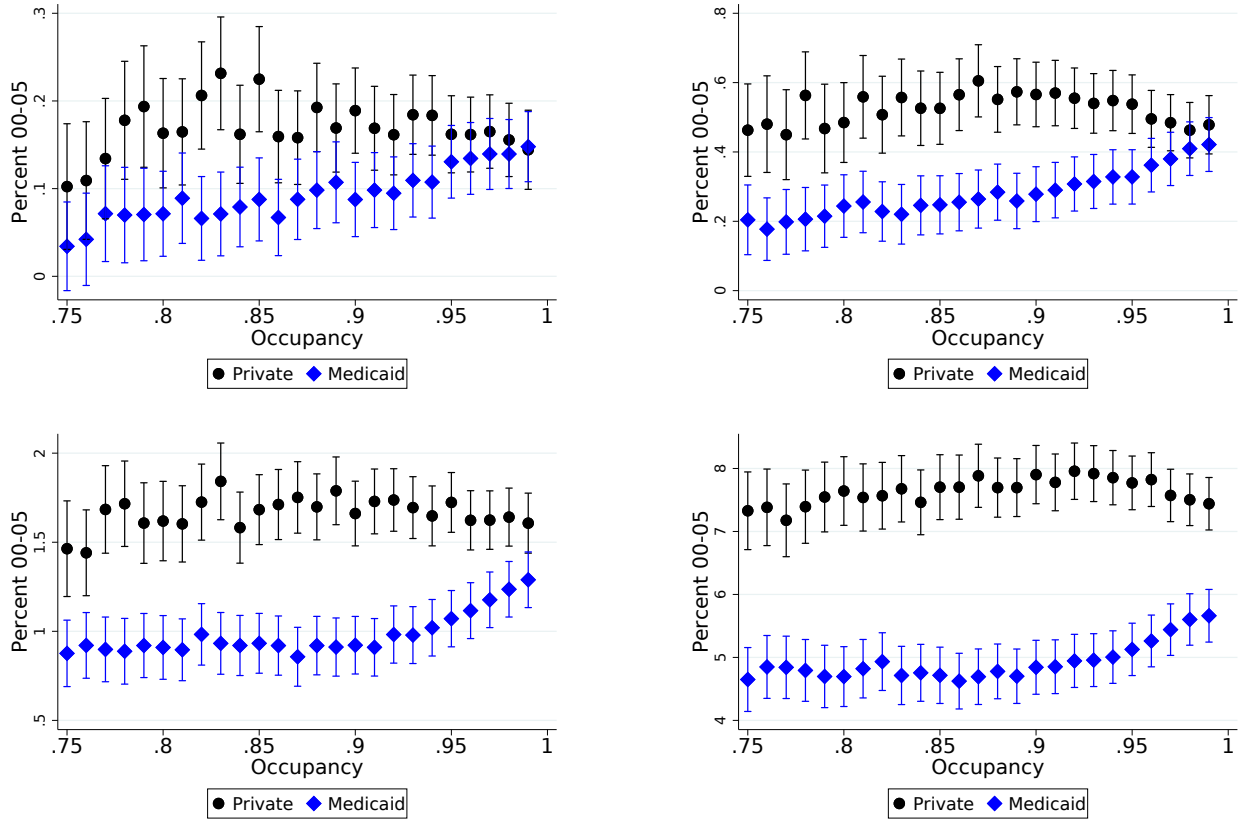 Percent 00-05
.3
.2
.1
0
.75 .8 .85 .9 .95 1
Occupancy
Private Medicaid
Percent 00-05
.8
.6
.4
.2
0
.75 .8 .85 .9 .95 1
Occupancy
Private Medicaid
Percent 00-05
2
1.5
1
.5
.75 .8 .85 .9 .95 1
Occupancy
Private Medicaid
Percent 00-05
8
7
6
5
4
.75 .8 .85 .9 .95 1
Occupancy
Private Medicaid